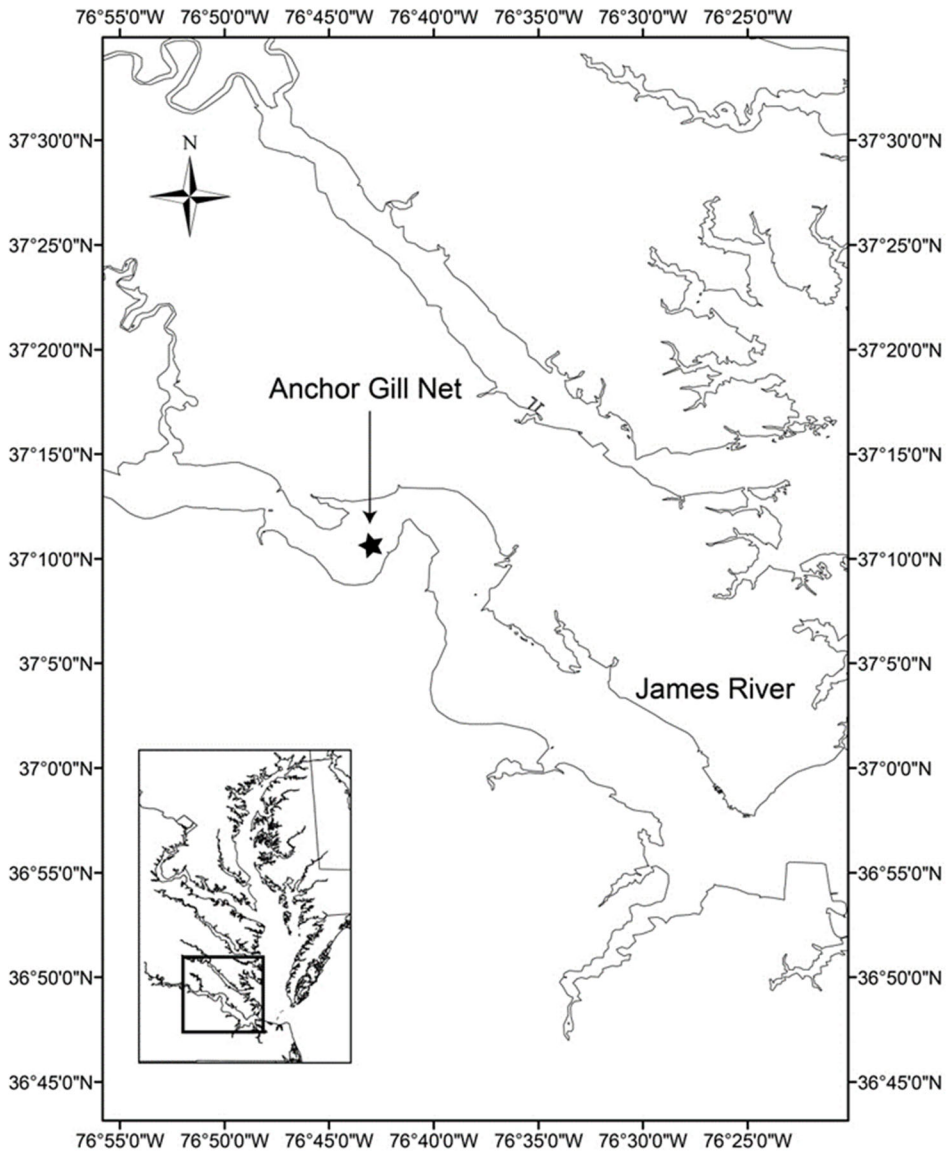 76°55'0"W 76°50'0"W 76°45'0"W 76°40'0"W 76°35'0"W 76°30'0"W 76°25'0"W
N
37°30'0"N 37°30'0"N
37°25'0"N 37°25'0"N
37°20'0"N 37°20'0"N
Anchor Gill Net
37°15'0"N 37°15'0"N
37°10'0"N 37°10'0"N
37°5'0"N 37°5'0"N
James River
37°0'0"N 37°0'0"N
36°55'0"N 36°55'0"N
36°50'0"N 36°50'0"N
36°45'0"N 36°45'0"N
76°55'0"W 76°50'0"W 76°45'0"W 76°40'0"W 76°35'0"W 76°30'0"W 76°25'0"W